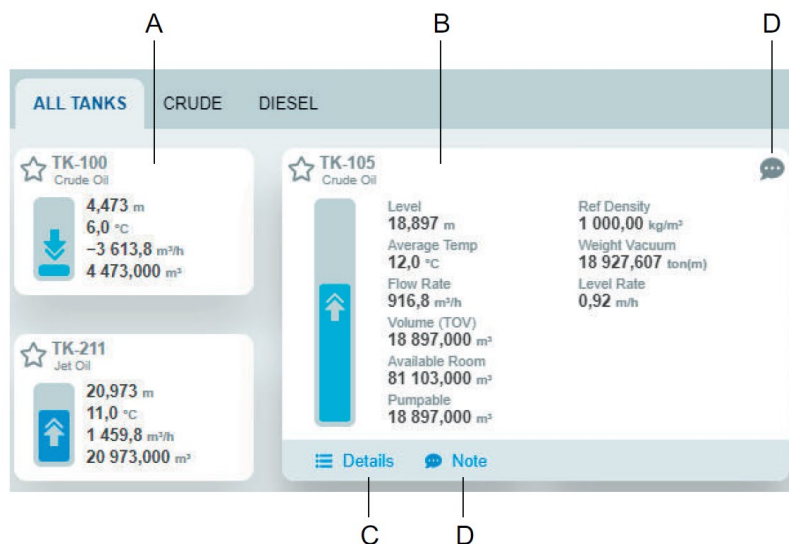 A
B
D
ALL TANKS CRUDE DIESEL
TK-100
Crude Oil
4,473 m
6,0 °C
−3 613,8 m³/h
4 473,000 m³
TK-211
Jet Oil
20,973 m
11,0 °C
1 459,8 m³/h
20 973,000 m³
TK-105
Crude Oil
Level
18,897 m
Average Temp
12,0 °C
Flow Rate
916,8 m³/h
Volume (TOV)
18 897,000 m³
Available Room
81 103,000 m³
Pumpable
18 897,000 m³
Ref Density
1 000,00 kg/m³
Weight Vacuum
18 927,607 ton(m)
Level Rate
0,92 m/h
Details Note
C
D